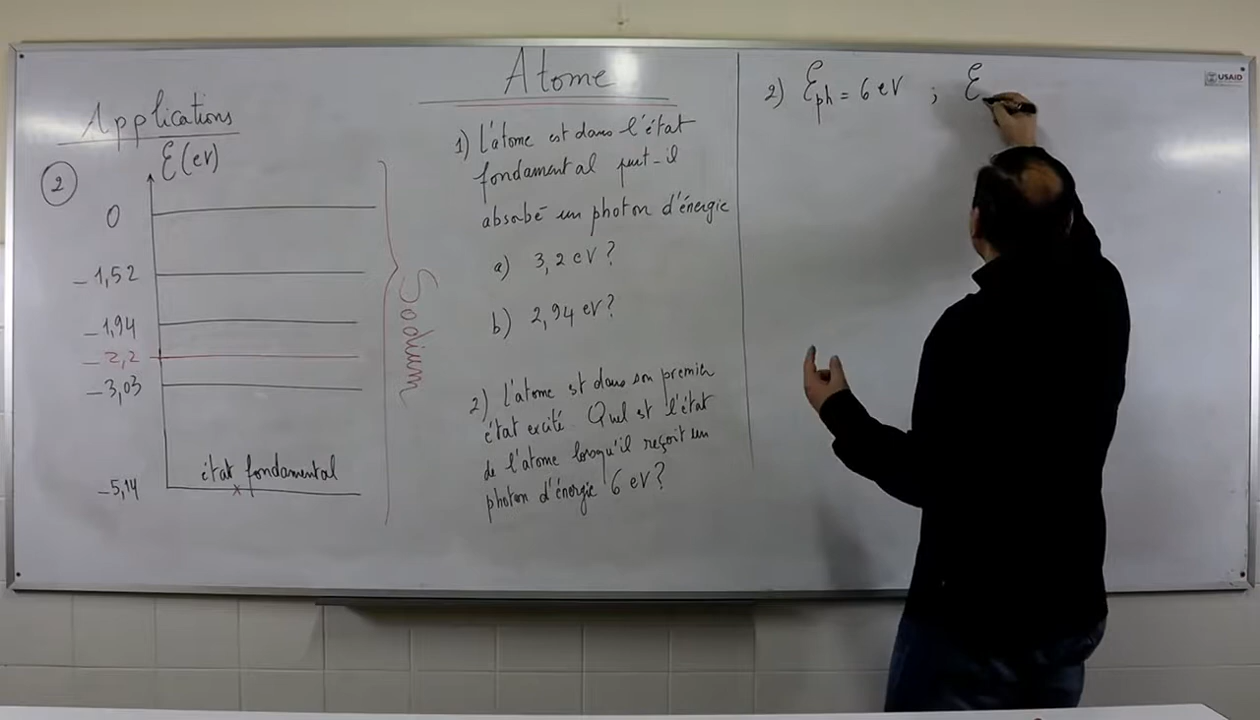 Atome
Applications
2
E(ev)
0
-1,52
-1,94
-2,2
-3,03
-5,14
état fondamental
x
Sodium
1) L'atome est dans l'état
fondamental peut-il
absorbé un photon d'énergie
a) 3,2 eV?
b) 2,94 eV?
2) L'atome est dans son premier
état excité. Quel est l'état
de l'atome lorsqu'il reçoit un
photon d'énergie 6 eV?
2) Eph = 6 eV ; E
USAID